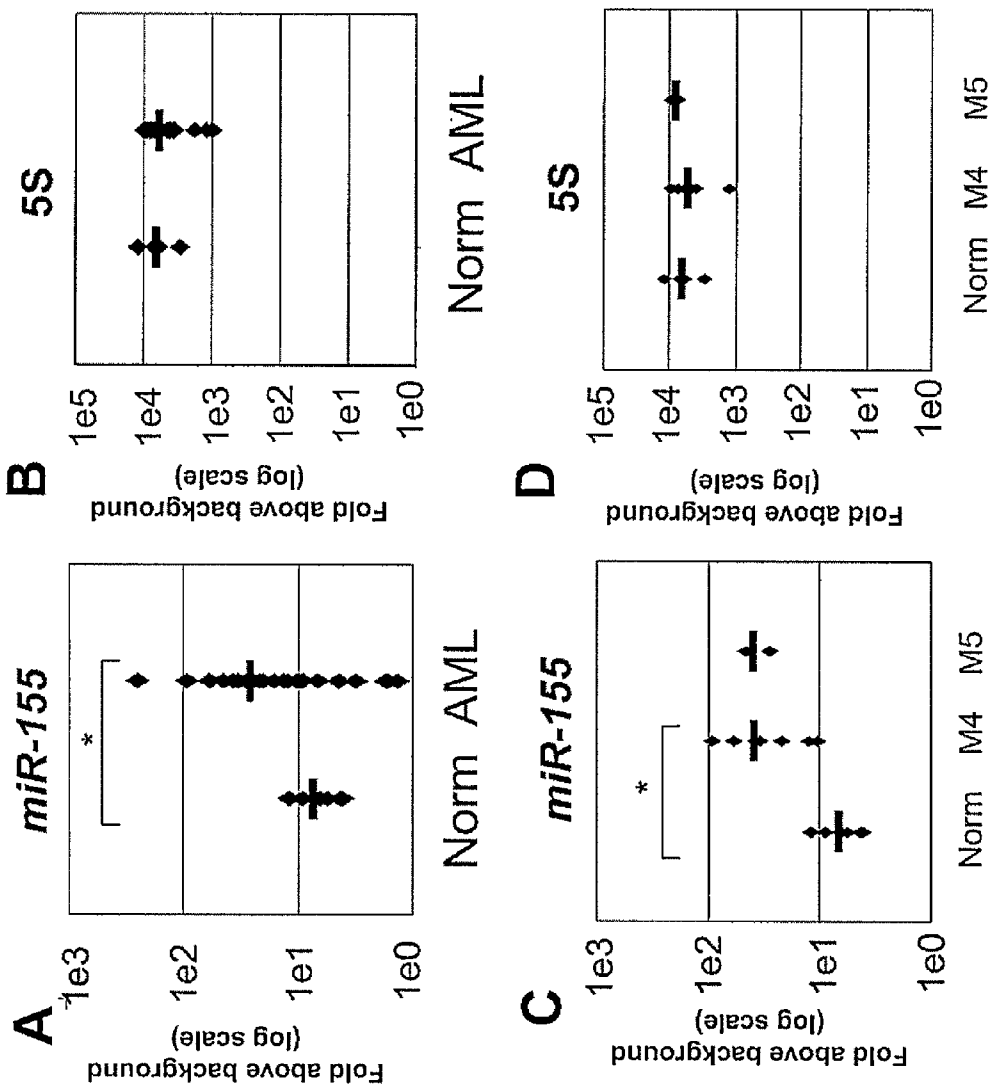 A
miR-155
Fold above background
(log scale)
1e3
1e2
1e1
1e0
*
Norm AML
B
5S
Fold above background
(log scale)
1e5
1e4
1e3
1e2
1e1
1e0
Norm AML
C
miR-155
Fold above background
(log scale)
1e3
1e2
1e1
1e0
*
Norm M4 M5
D
5S
Fold above background
(log scale)
1e5
1e4
1e3
1e2
1e1
1e0
Norm M4 M5